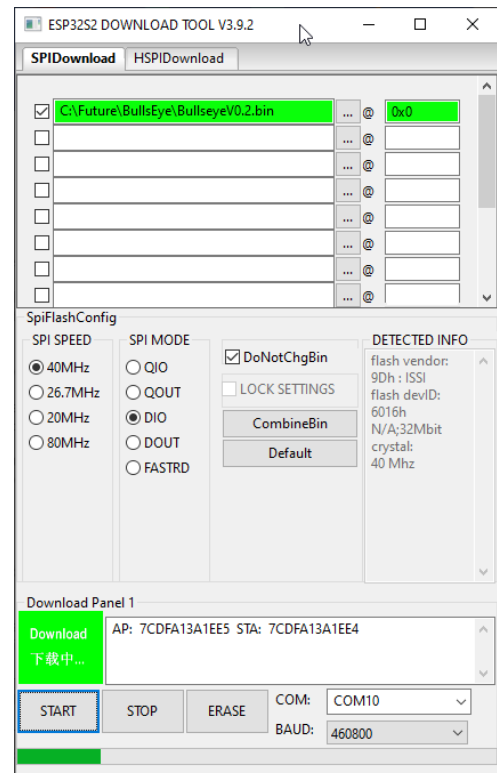 ESP32S2 DOWNLOAD TOOL V3.9.2
SPIDownload HSPIDownload
C:\Future\BullsEye\BullseyeV0.2.bin ... @ 0x0
... @
... @
... @
... @
... @
... @
... @
SpiFlashConfig
SPI SPEED
40MHz
26.7MHz
20MHz
80MHz
SPI MODE
QIO
QOUT
DIO
DOUT
FASTRD
DoNotChgBin
LOCK SETTINGS
CombineBin
Default
DETECTED INFO
flash vendor:
9Dh : ISSI
flash devID:
6016h
N/A;32Mbit
crystal:
40 Mhz
Download Panel 1
Download
下载中...
AP: 7CDFA13A1EE5 STA: 7CDFA13A1EE4
START STOP ERASE
COM: COM10
BAUD: 460800